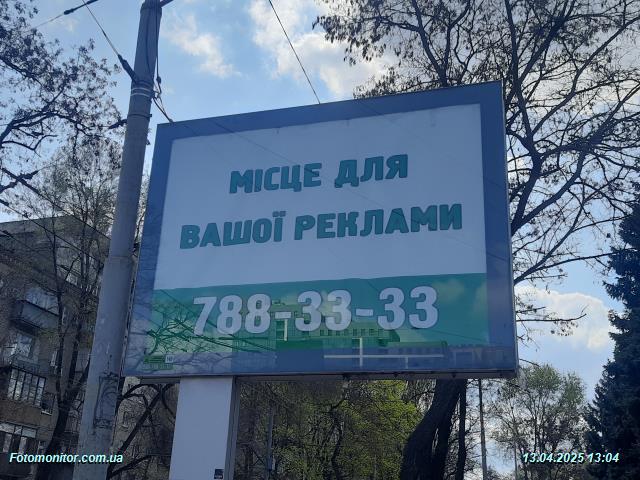 МІСЦЕ ДЛЯ
ВАШОЇ РЕКЛАМИ
788-33-33
Fotomonitor.com.ua
13.04.2025 13:04